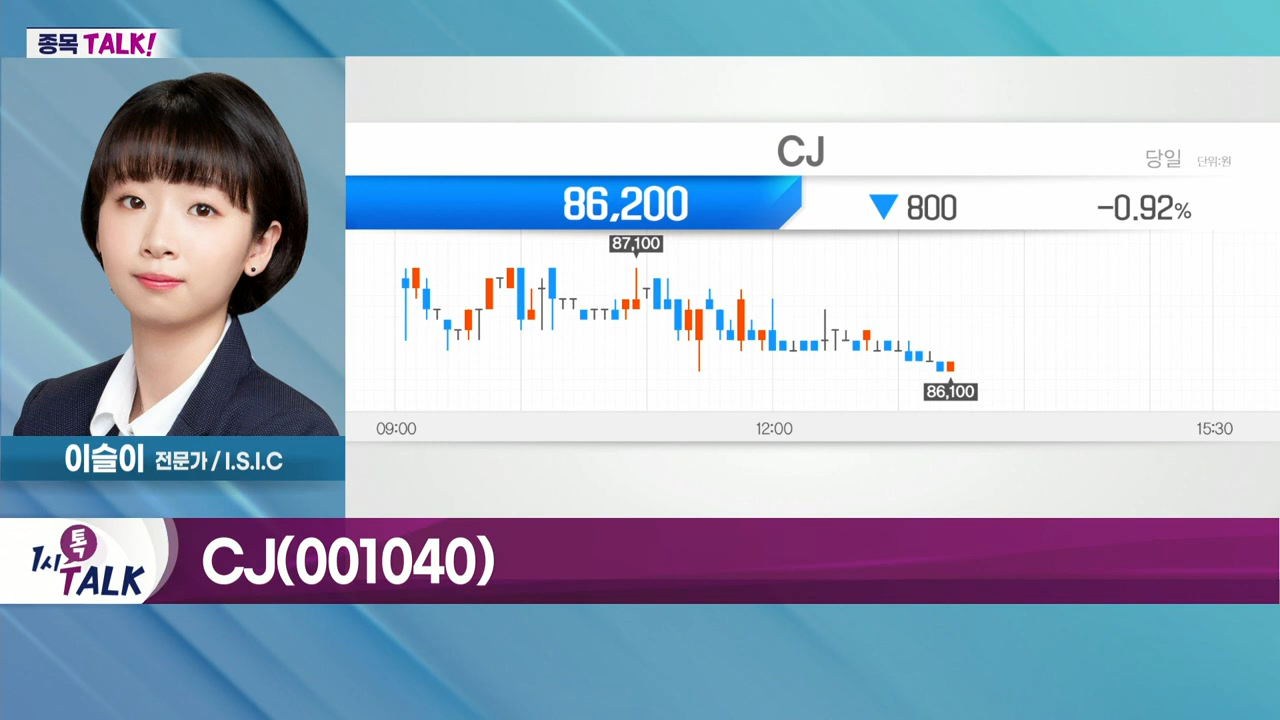 종목 TALK!
CJ
당일 단위:원
86,200 ▼ 800 -0.92%
87,100
86,100
09:00 12:00 15:30
이슬이 전문가 / I.S.I.C
1시 톡 TALK
CJ(001040)